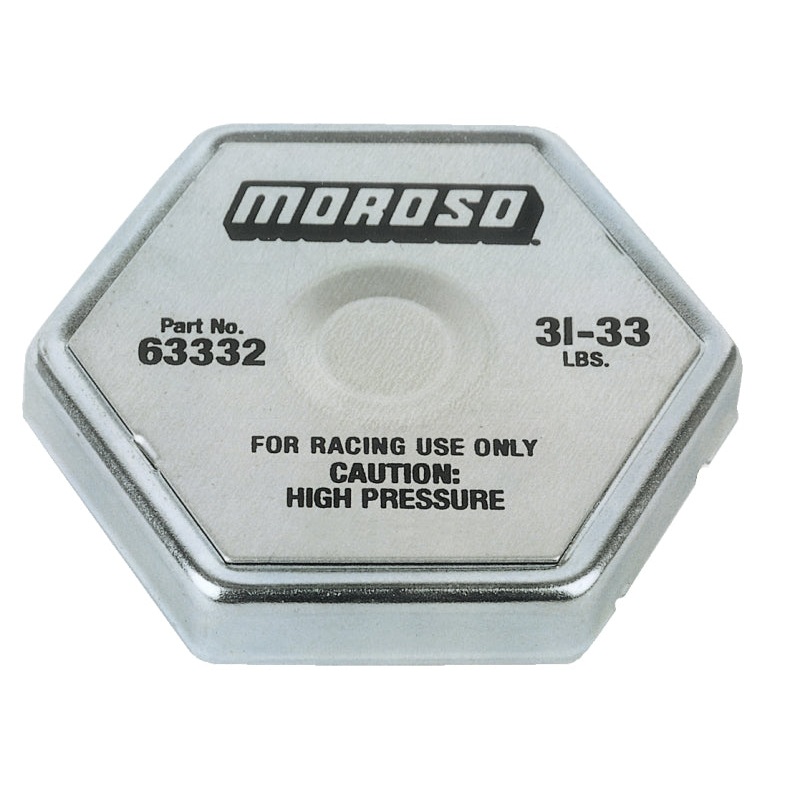 MOROSO
Part No.
63332
31-33
LBS.
FOR RACING USE ONLY
CAUTION:
HIGH PRESSURE